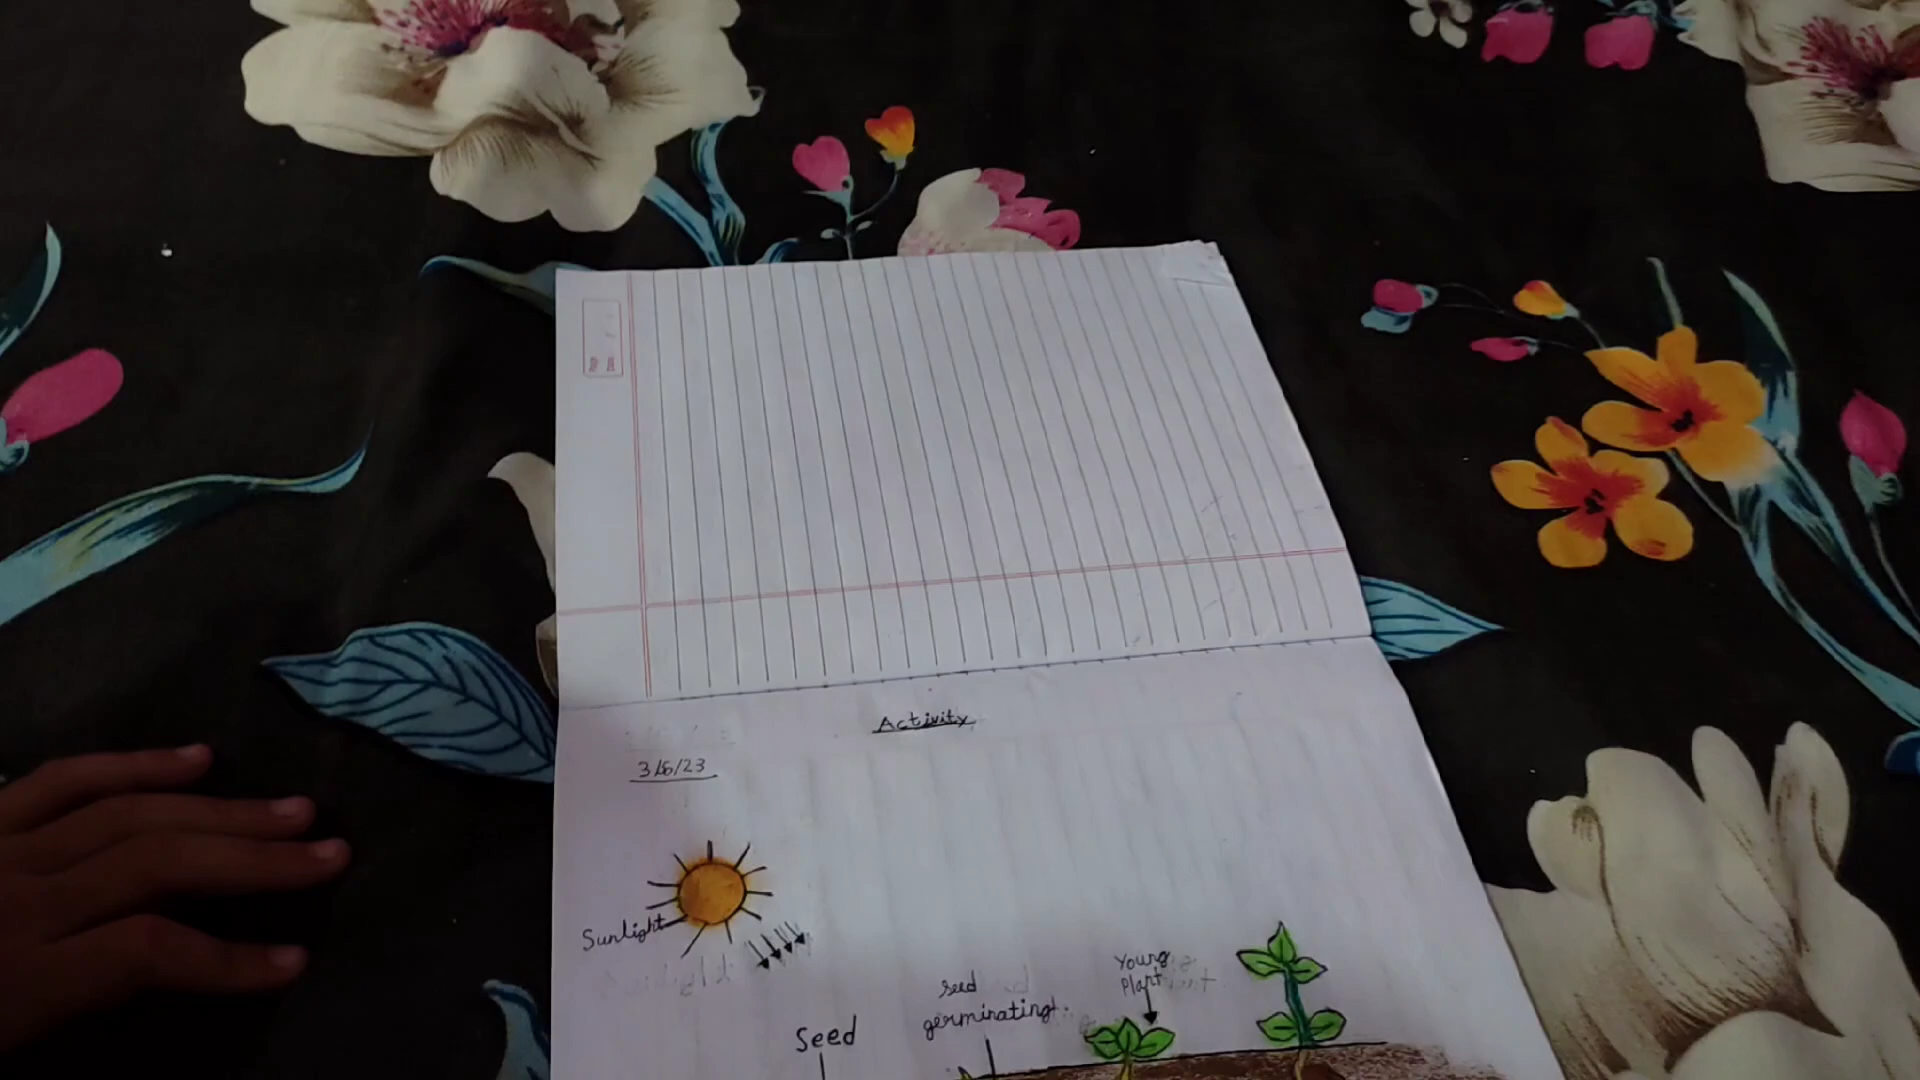 Activity
3/6/23
Sunlight
Seed
seed
germinating
Young
Plant